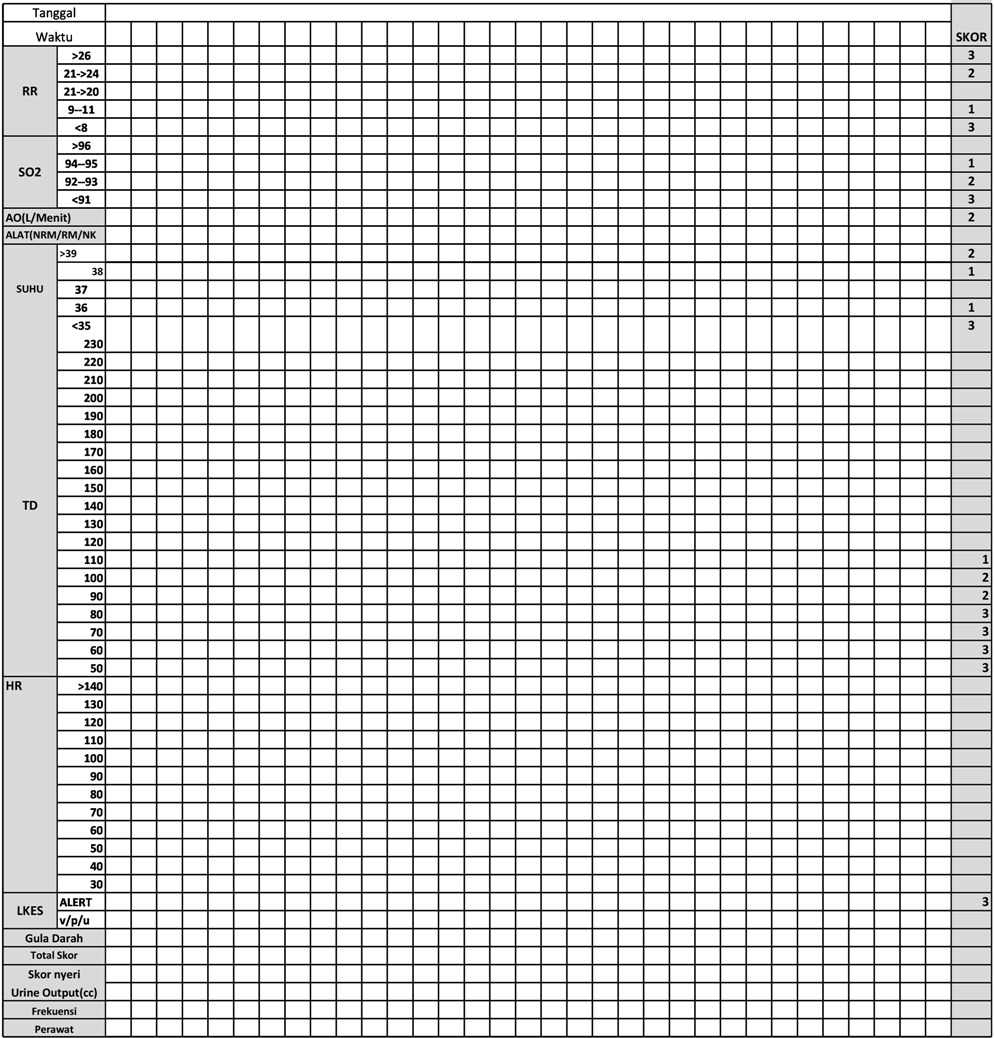 Tanggal
Waktu SKOR
>26 3
21->24 2
RR 21->20
9--11 1
<8 3
>96
94--95 1
SO2 92--93 2
<91 3
AO(L/Menit) 2
ALAT(NRM/RM/NK
>39 2
38 1
SUHU 37
36 1
<35 3
230
220
210
200
190
180
170
160
150
TD 140
130
120
110 1
100 2
90 2
80 3
70 3
60 3
50 3
HR >140
130
120
110
100
90
80
70
60
50
40
30
LKES ALERT 3
v/p/u
Gula Darah
Total Skor
Skor nyeri
Urine Output(cc)
Frekuensi
Perawat